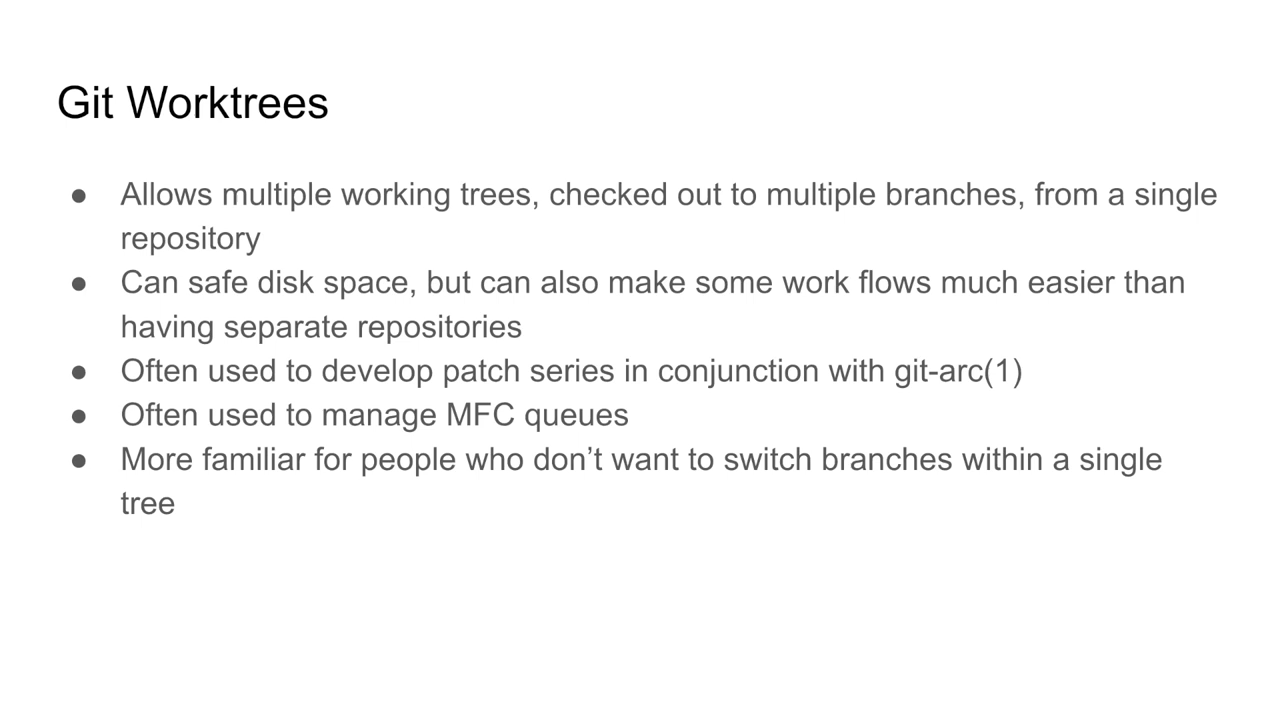 Git Worktrees
● Allows multiple working trees, checked out to multiple branches, from a single
repository
● Can safe disk space, but can also make some work flows much easier than
having separate repositories
● Often used to develop patch series in conjunction with git-arc(1)
● Often used to manage MFC queues
● More familiar for people who don’t want to switch branches within a single
tree